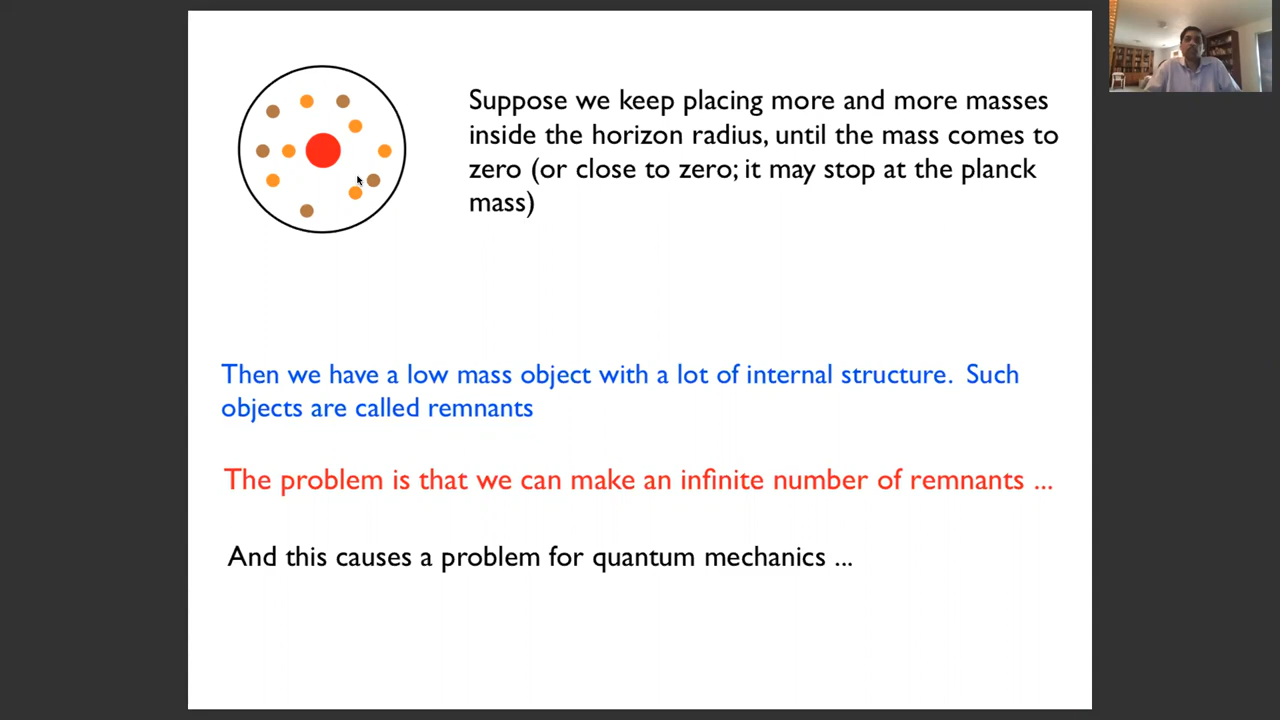 Suppose we keep placing more and more masses
inside the horizon radius, until the mass comes to
zero (or close to zero; it may stop at the planck
mass)
Then we have a low mass object with a lot of internal structure. Such
objects are called remnants
The problem is that we can make an infinite number of remnants ...
And this causes a problem for quantum mechanics ...